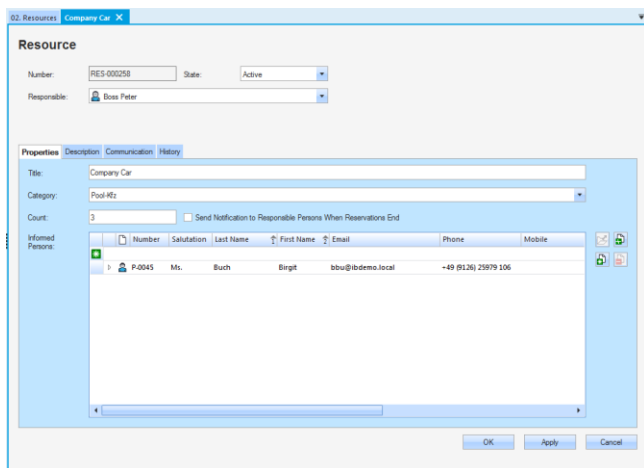 02. Resources Company Car X
Resource
Number: RES-000258 State: Active
Responsible: Boss Peter
Properties Description Communication History
Title: Company Car
Category: Pool-Kfz
Count: 3 Send Notification to Responsible Persons When Reservations End
Informed Persons:
Number Salutation Last Name First Name Email Phone Mobile
P-0045 Ms. Buch Birgit bbu@ibdemo.local +49 (9126) 25979 106
OK Apply Cancel